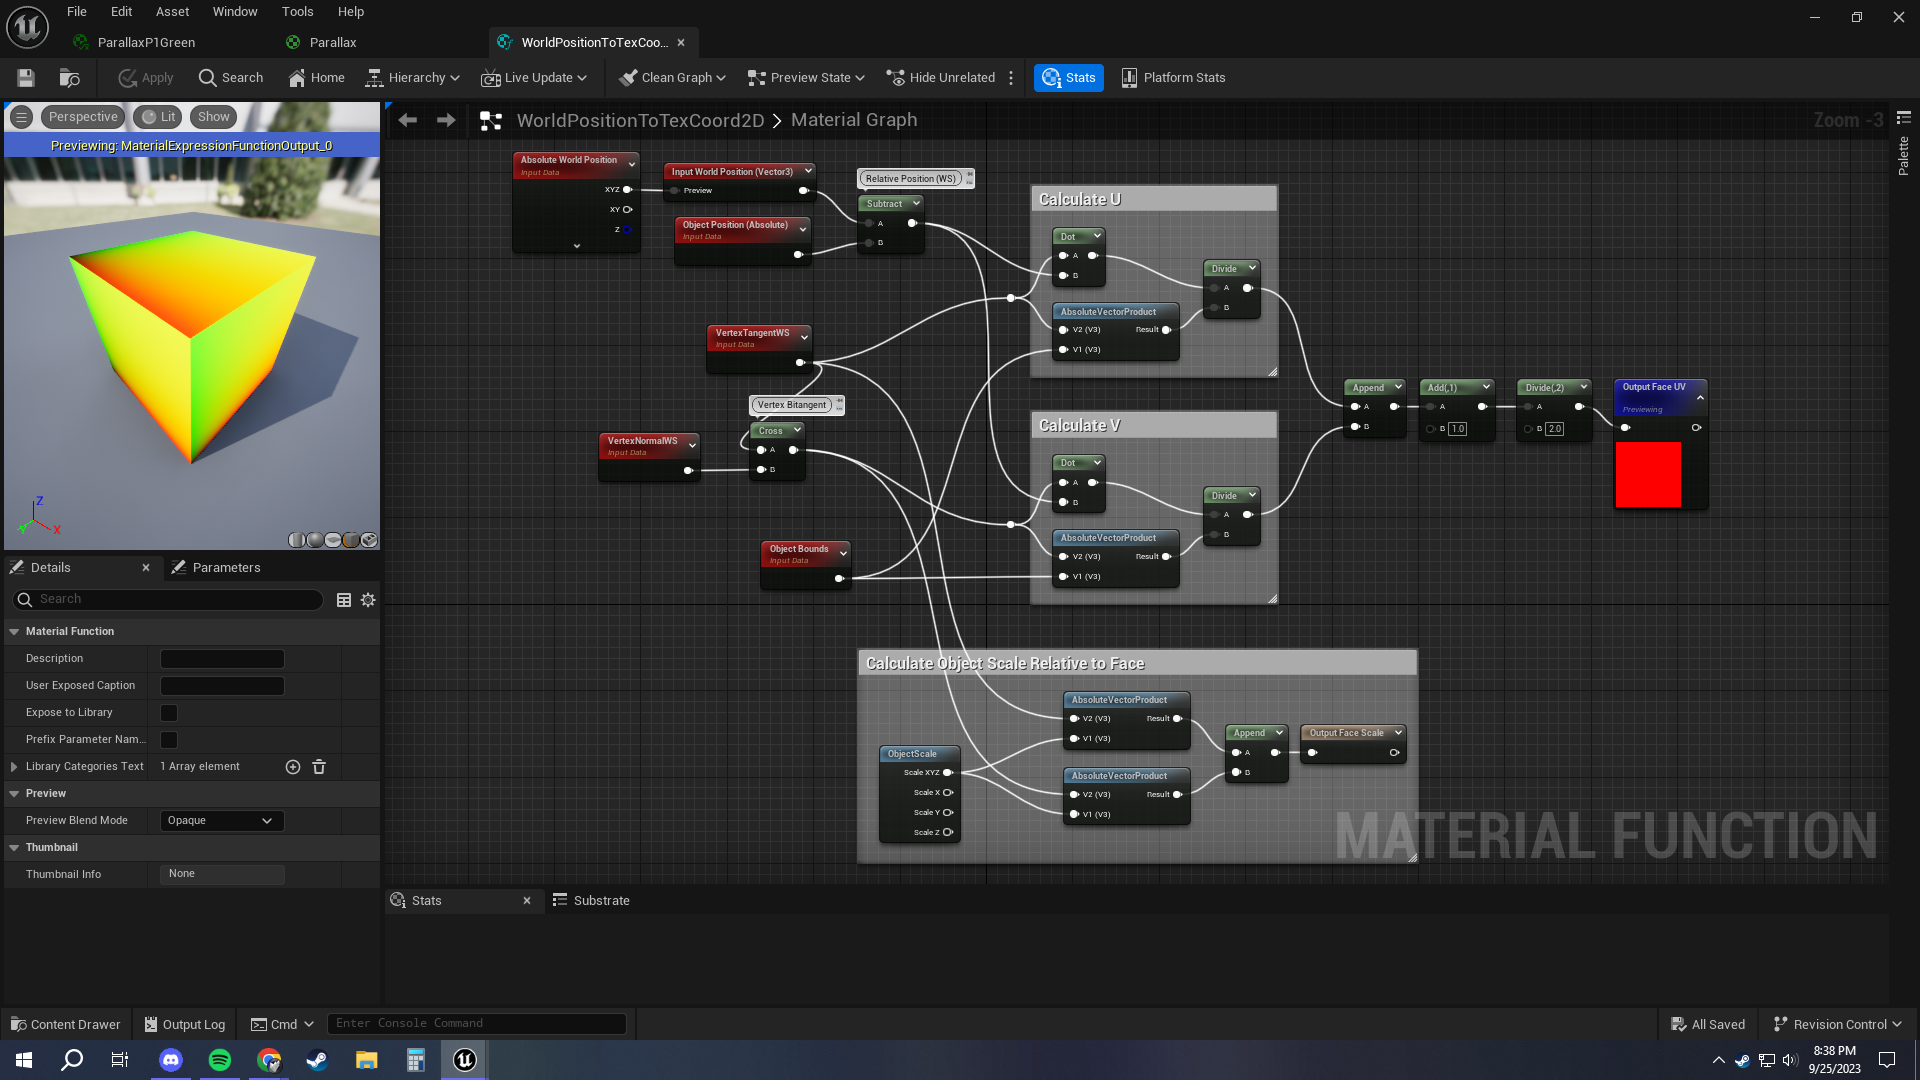 File Edit Asset Window Tools Help
ParallaxP1Green
Parallax
WorldPositionToTexCoo...
Apply
Search
Home
Hierarchy
Live Update
Clean Graph
Preview State
Hide Unrelated
Stats
Platform Stats
Perspective
Lit
Show
Previewing: MaterialExpressionFunctionOutput_0
Z
Y
X
WorldPositionToTexCoord2D > Material Graph
Zoom -3
Palette
Absolute World Position
Input Data
XYZ
XY
Z
Input World Position (Vector3)
Preview
Object Position (Absolute)
Input Data
Relative Position (WS)
Subtract
A
B
VertexTangentWS
Input Data
Vertex Bitangent
Cross
A
B
VertexNormalWS
Input Data
Object Bounds
Input Data
Calculate U
Dot
A
B
AbsoluteVectorProduct
V2 (V3) Result
V1 (V3)
Divide
A
B
Calculate V
Dot
A
B
AbsoluteVectorProduct
V2 (V3) Result
V1 (V3)
Divide
A
B
Append
A
B
Add(,1)
A
B 1.0
Divide(,2)
A
B 2.0
Output Face UV
Previewing
Calculate Object Scale Relative to Face
ObjectScale
Scale XYZ
Scale X
Scale Y
Scale Z
AbsoluteVectorProduct
V2 (V3) Result
V1 (V3)
AbsoluteVectorProduct
V2 (V3) Result
V1 (V3)
Append
A
B
Output Face Scale
MATERIAL FUNCTION
Details
Parameters
Search
Material Function
Description
User Exposed Caption
Expose to Library
Prefix Parameter Nam...
Library Categories Text 1 Array element
Preview
Preview Blend Mode Opaque
Thumbnail
Thumbnail Info None
Stats
Substrate
Content Drawer
Output Log
Cmd
Enter Console Command
All Saved
Revision Control
8:38 PM
9/25/2023